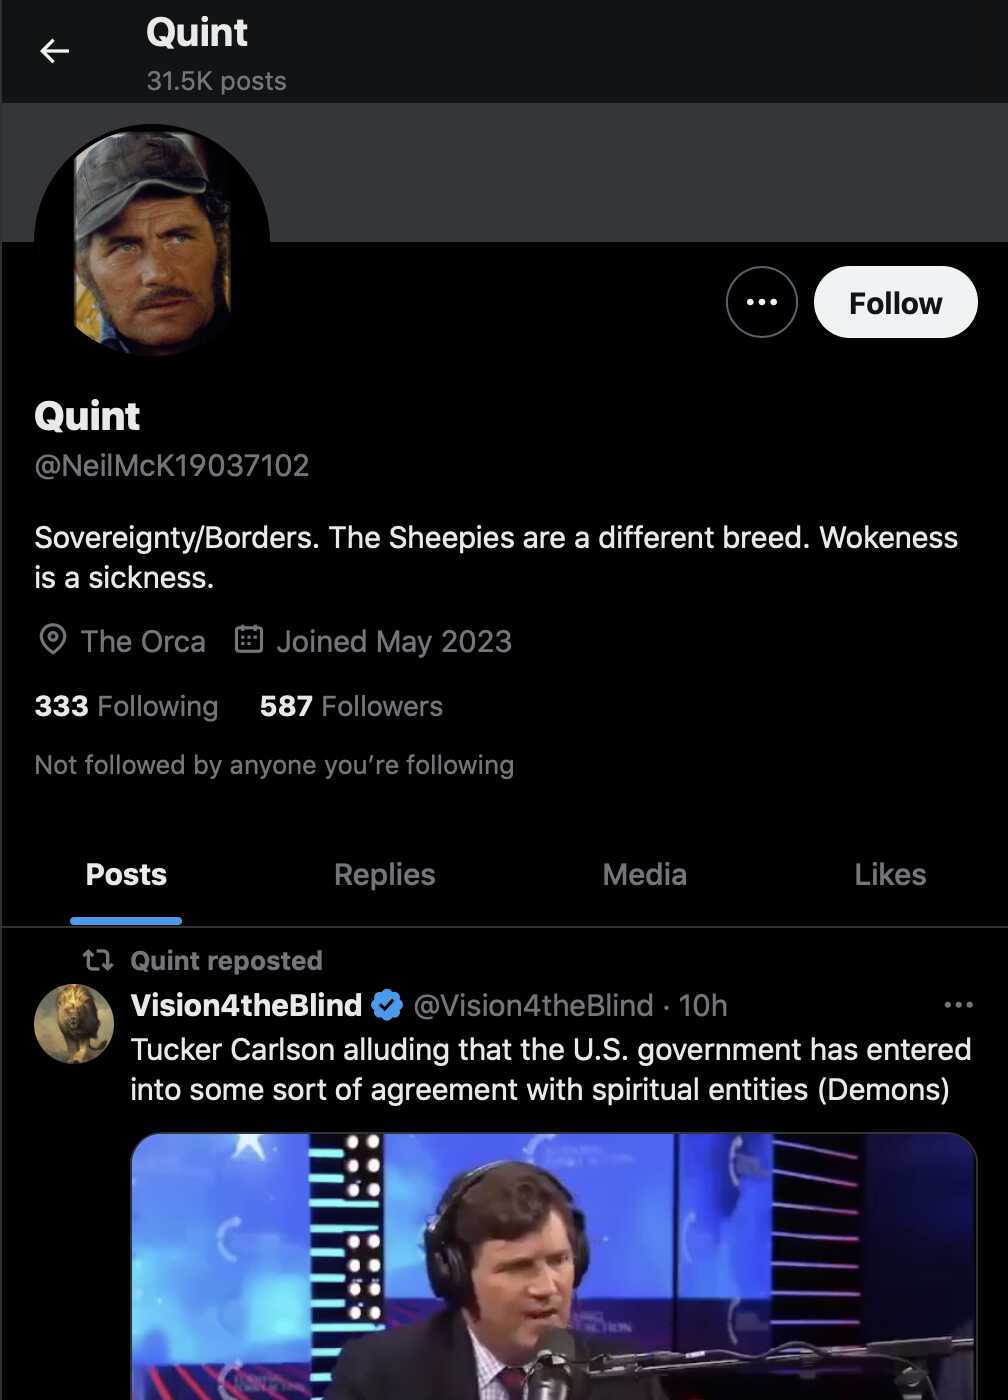 Quint
31.5K posts
Follow
Quint
@NeilMcK19037102
Sovereignty/Borders. The Sheepies are a different breed. Wokeness
is a sickness.
The Orca Joined May 2023
333 Following 587 Followers
Not followed by anyone you’re following
Posts Replies Media Likes
Quint reposted
Vision4theBlind @Vision4theBlind · 10h
Tucker Carlson alluding that the U.S. government has entered
into some sort of agreement with spiritual entities (Demons)